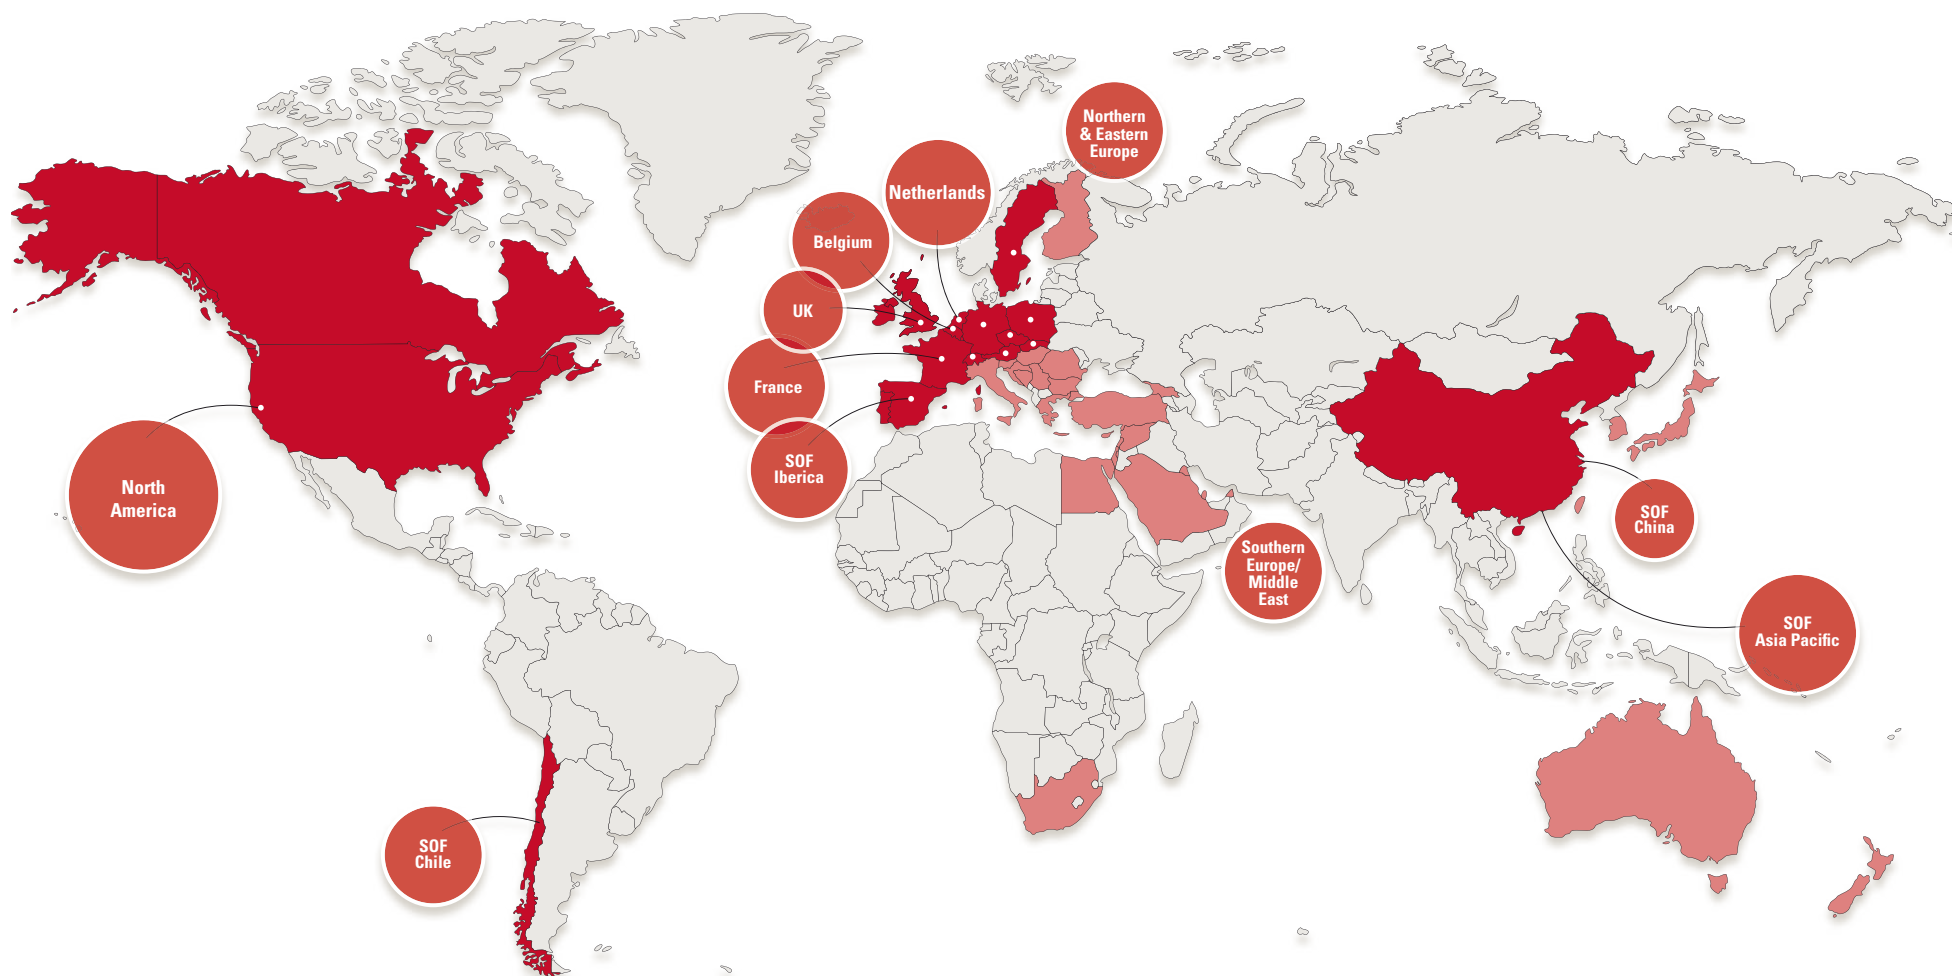 Northern
& Eastern
Europe
Netherlands
Belgium
UK
France
SOF
Iberica
North
America
SOF
China
Southern
Europe/
Middle
East
SOF
Asia Pacific
SOF
Chile